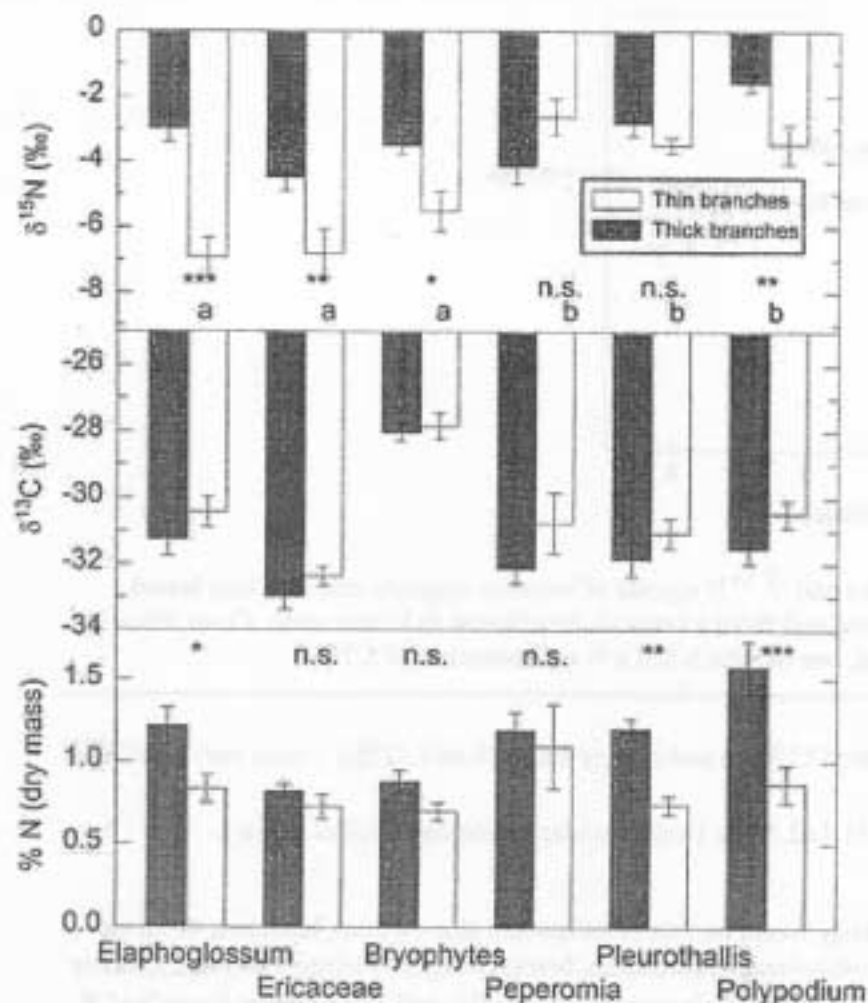 0
-2
-4
-6
-8
δ¹⁵N (‰)
Thin branches
Thick branches
*** ** * n.s. n.s. **
a a a b b b
-26
-28
-30
-32
-34
δ¹³C (‰)
* n.s. n.s. n.s. ** ***
1.5
1.0
0.5
0.0
% N (dry mass)
Elaphoglossum Bryophytes Pleurothallis
Ericaceae Peperomia Polypodium